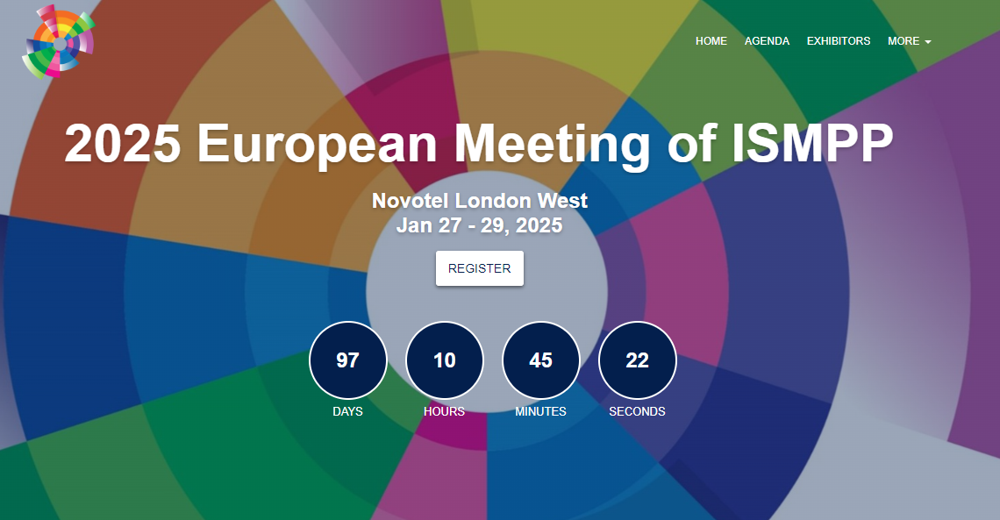 HOME AGENDA EXHIBITORS MORE
2025 European Meeting of ISMPP
Novotel London West
Jan 27 - 29, 2025
REGISTER
97 10 45 22
DAYS HOURS MINUTES SECONDS